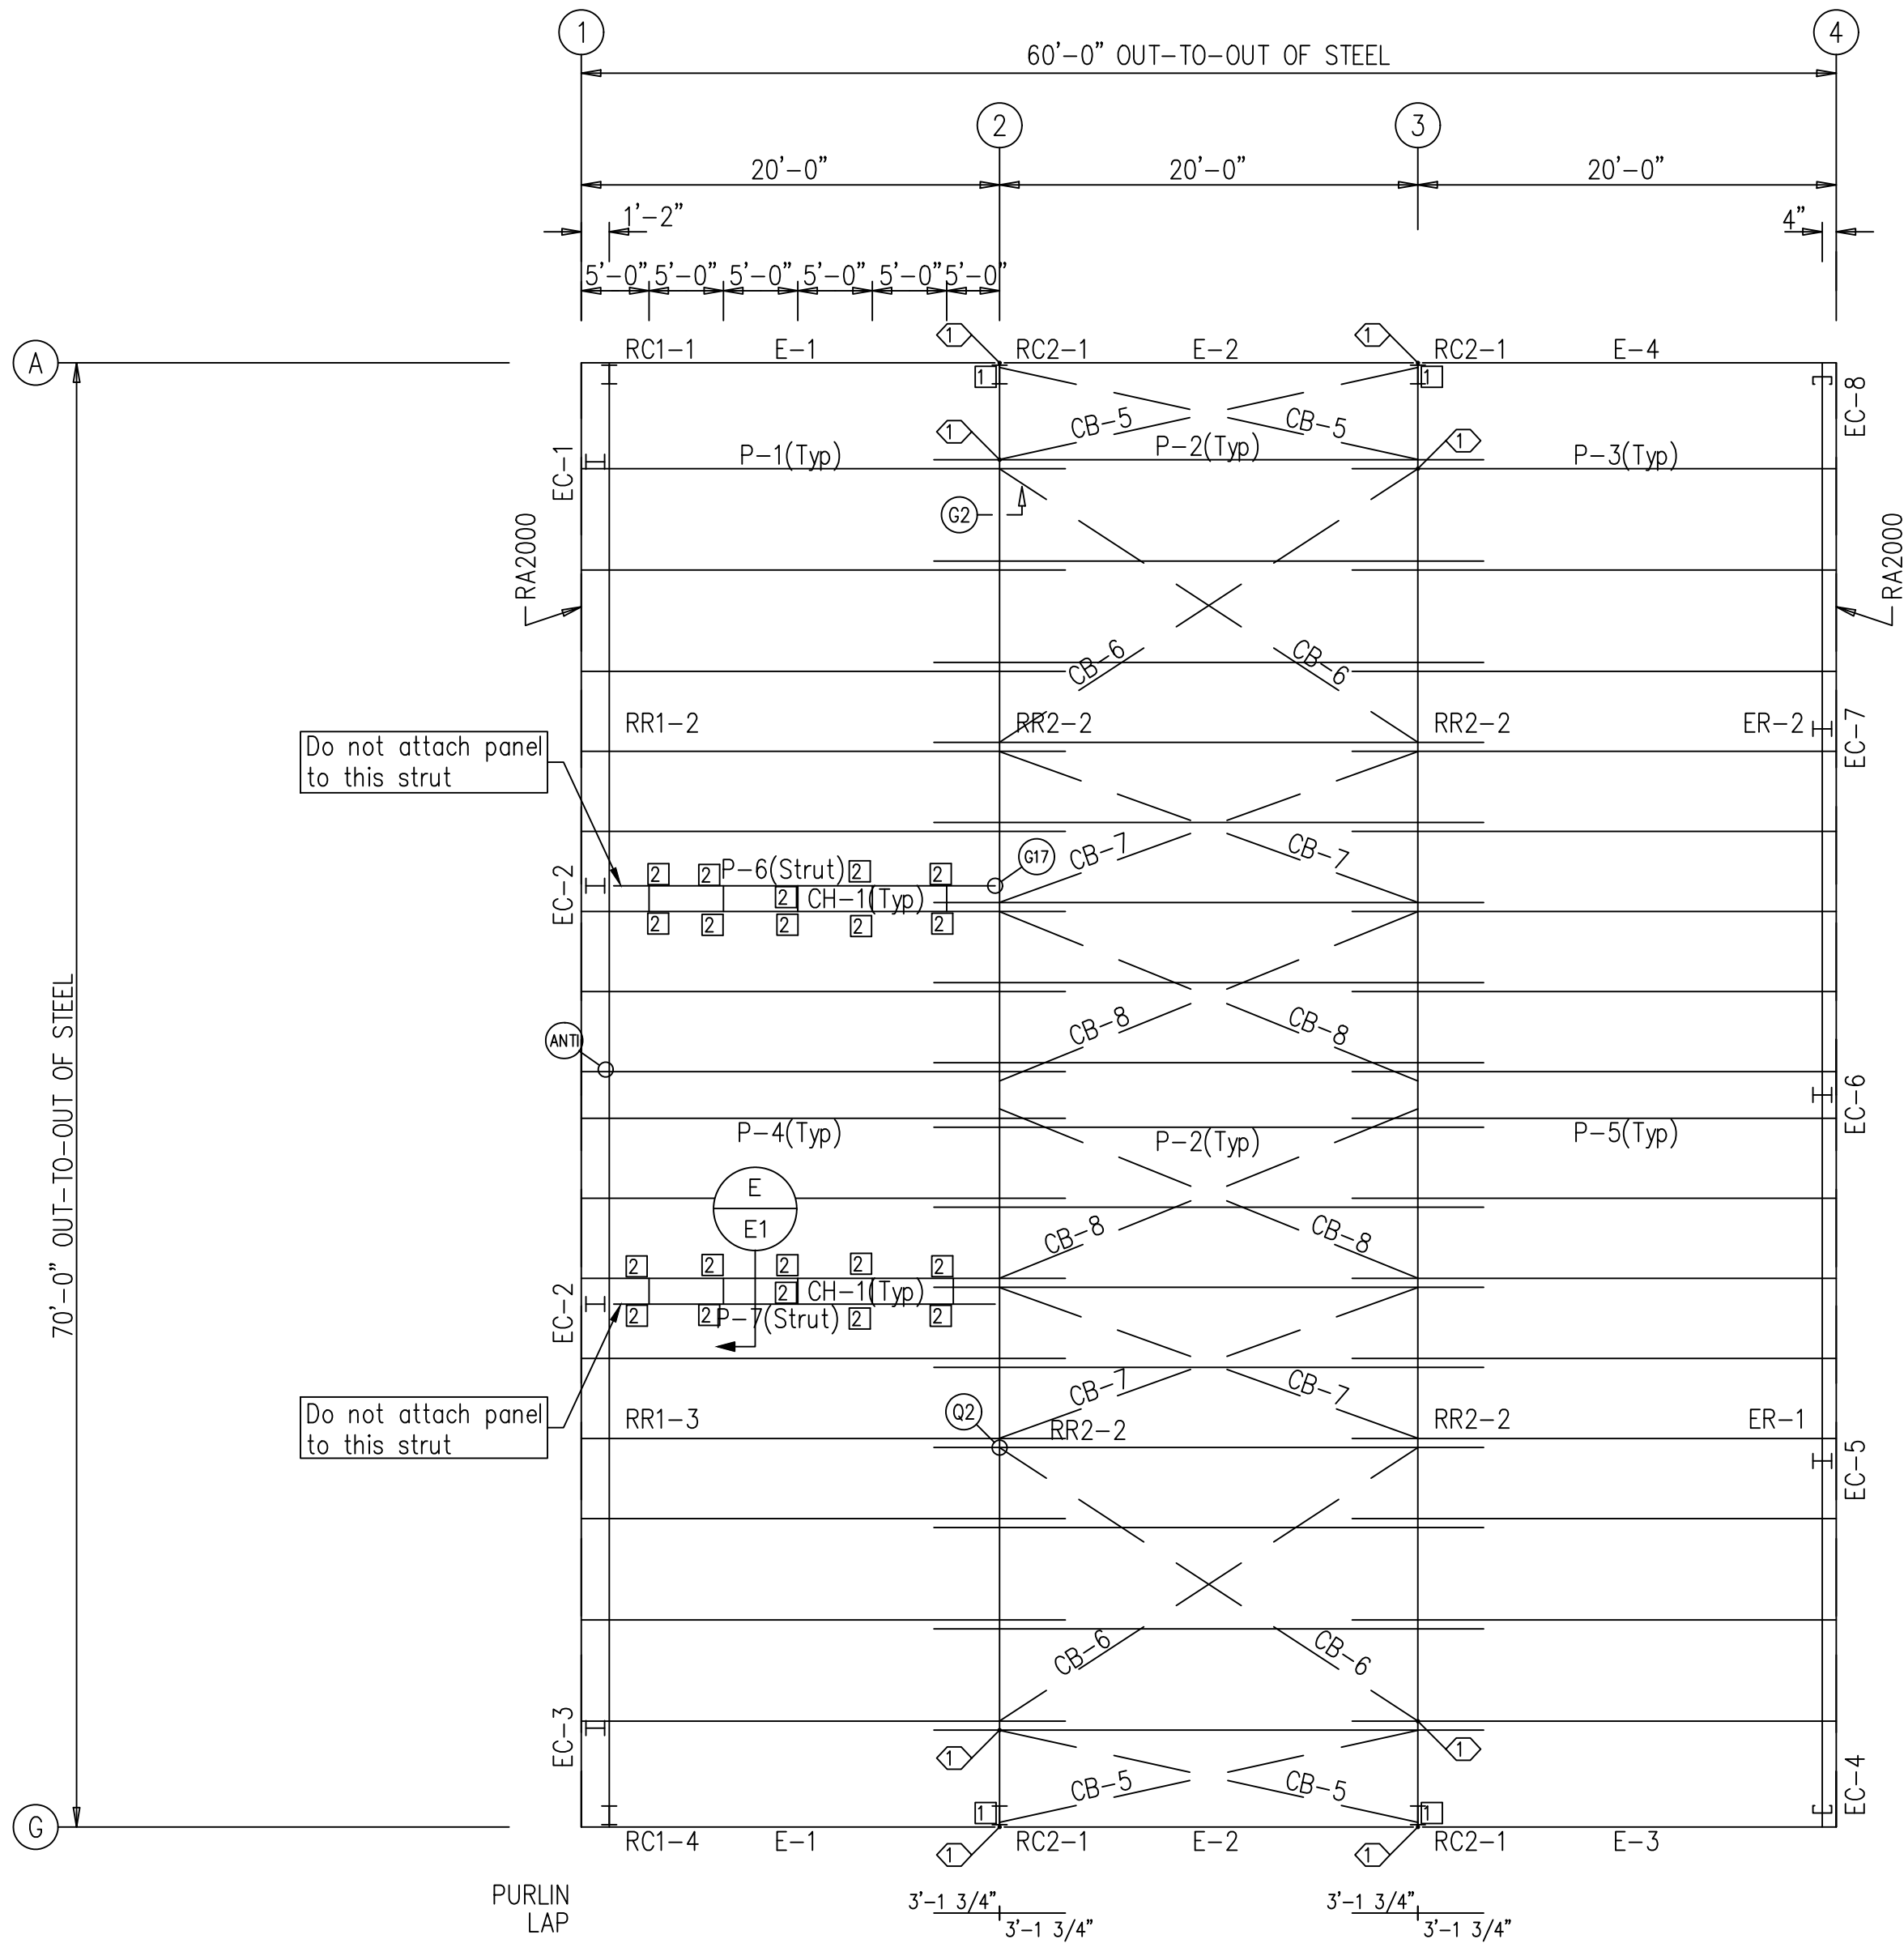 1
4
60'-0" OUT-TO-OUT OF STEEL
2
3
20'-0"
20'-0"
20'-0"
1'-2"
4"
5'-0"
5'-0"
5'-0"
5'-0"
5'-0"
5'-0"
A
RC1-1
E-1
1
RC2-1
E-2
1
RC2-1
E-4
1
1
EC-8
CB-5
CB-5
1
1
EC-1
P-1(Typ)
P-2(Typ)
P-3(Typ)
G2
RA2000
RA2000
CB-6
CB-6
RR1-2
RR2-2
RR2-2
ER-2
EC-7
Do not attach panel
to this strut
CB-7
CB-7
G17
EC-2
2
2
P-6(Strut)
2
2
2
CH-1(Typ)
2
2
2
2
2
70'-0" OUT-TO-OUT OF STEEL
CB-8
CB-8
ANTI
EC-6
P-4(Typ)
P-2(Typ)
P-5(Typ)
E
E1
CB-8
CB-8
EC-2
2
2
2
2
2
2
CH-1(Typ)
2
2
P-7(Strut)
2
2
CB-7
CB-7
Do not attach panel
to this strut
RR1-3
Q2
RR2-2
RR2-2
ER-1
EC-5
CB-6
CB-6
EC-3
1
1
CB-5
CB-5
EC-4
1
1
G
RC1-4
E-1
1
RC2-1
E-2
1
RC2-1
E-3
PURLIN
LAP
3'-1 3/4"
3'-1 3/4"
3'-1 3/4"
3'-1 3/4"